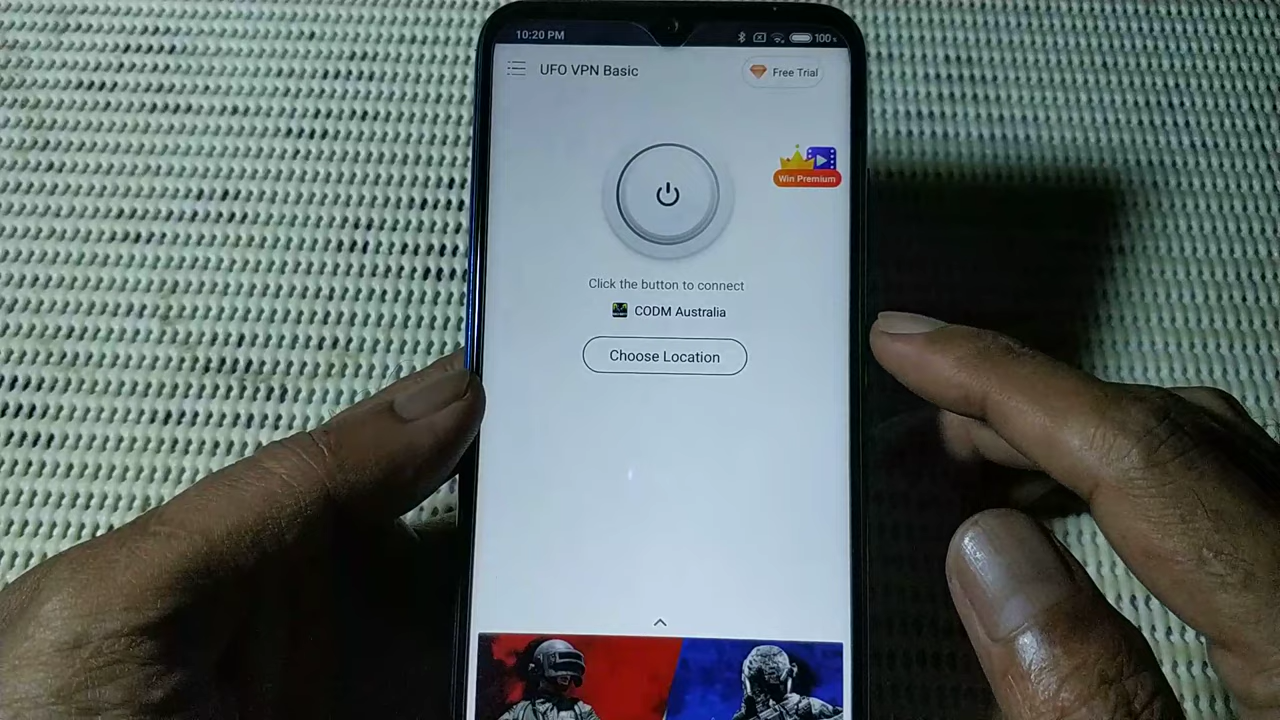 10:20 PM
100%
UFO VPN Basic
Free Trial
Win Premium
Click the button to connect
CODM Australia
Choose Location